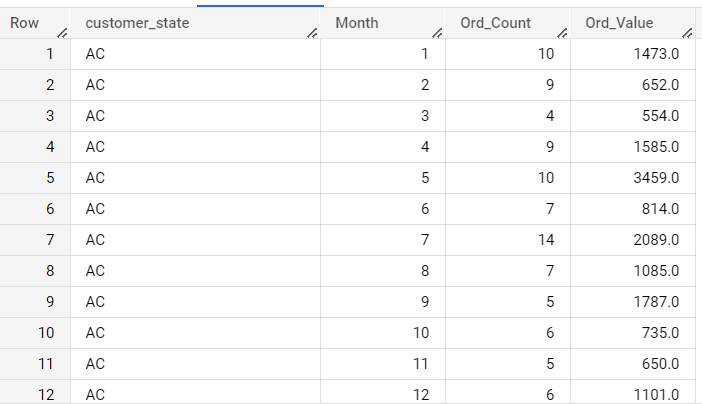 Row customer_state Month Ord_Count Ord_Value
1 AC 1 10 1473.0
2 AC 2 9 652.0
3 AC 3 4 554.0
4 AC 4 9 1585.0
5 AC 5 10 3459.0
6 AC 6 7 814.0
7 AC 7 14 2089.0
8 AC 8 7 1085.0
9 AC 9 5 1787.0
10 AC 10 6 735.0
11 AC 11 5 650.0
12 AC 12 6 1101.0